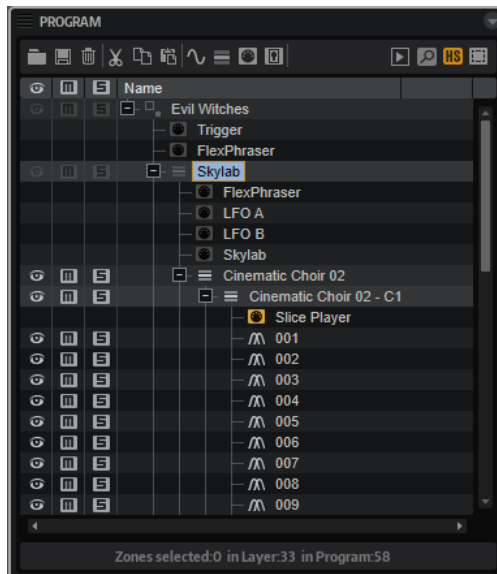 PROGRAM
HS
m S Name
m S Evil Witches
Trigger
FlexPhraser
m S Skylab
FlexPhraser
LFO A
LFO B
Skylab
m S Cinematic Choir 02
m S Cinematic Choir 02 - C1
Slice Player
m S 001
m S 002
m S 003
m S 004
m S 005
m S 006
m S 007
m S 008
m S 009
Zones selected:0 in Layer:33 in Program:58